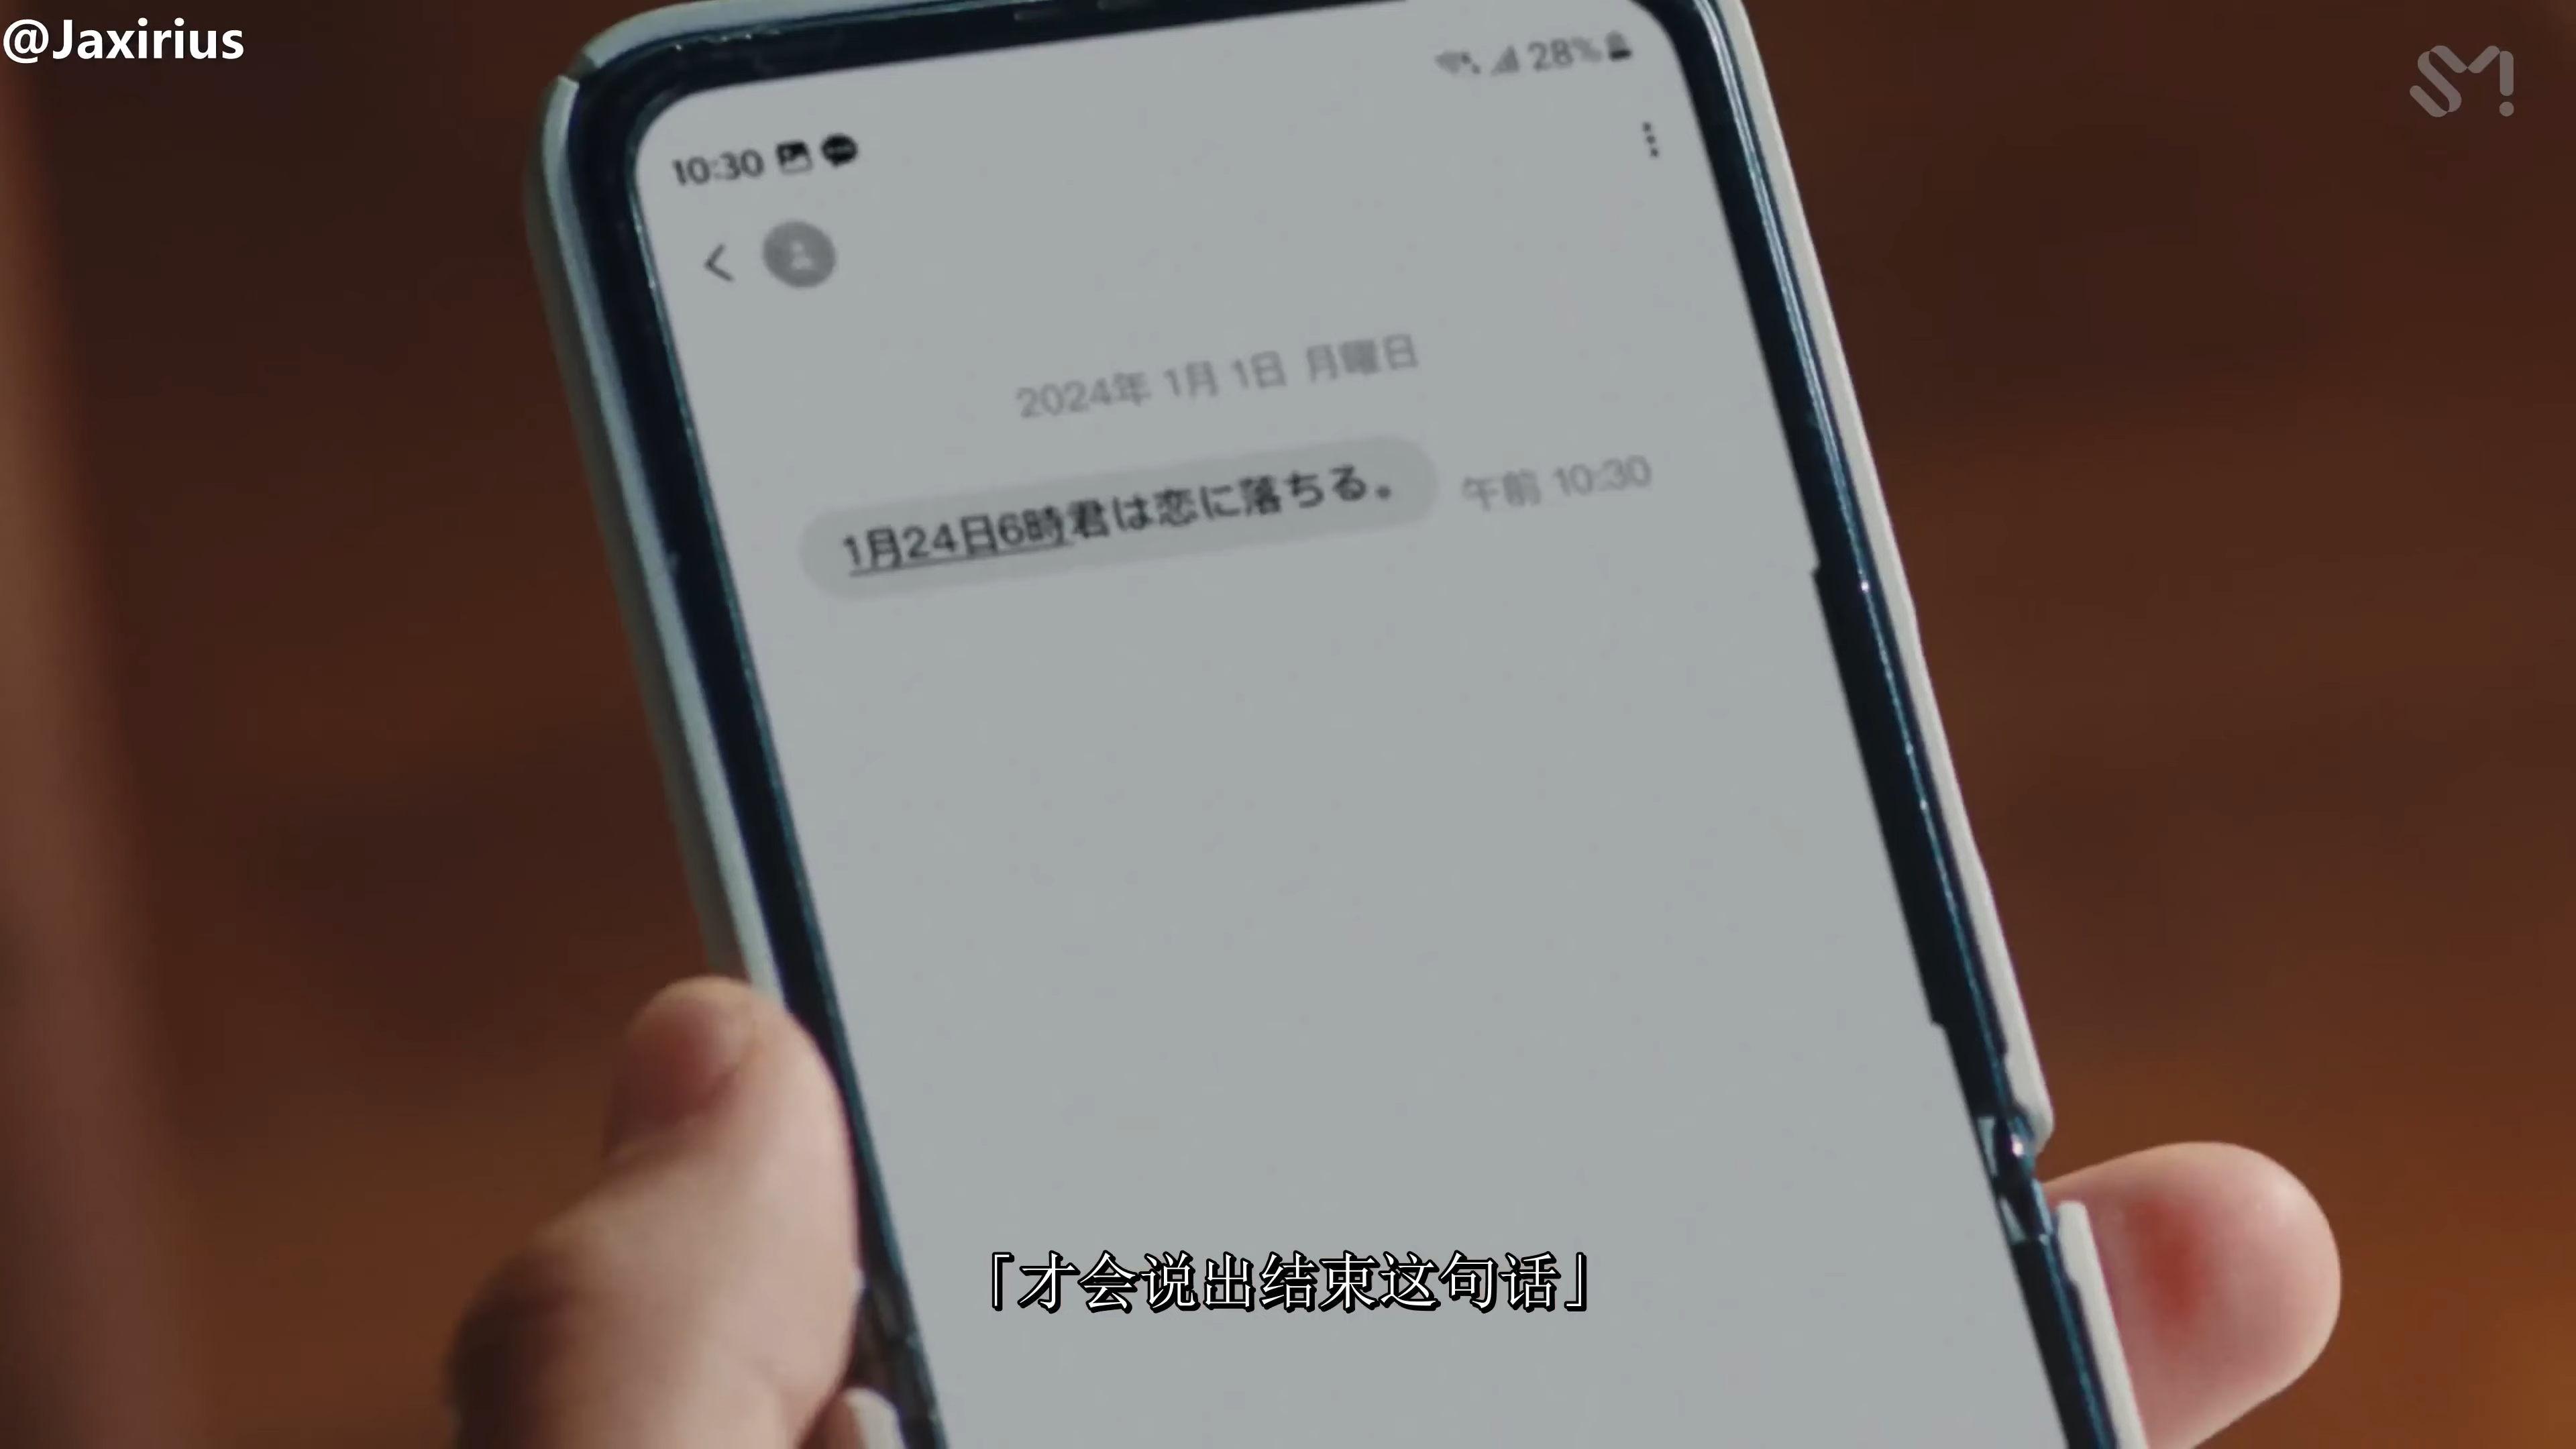 @Jaxirius
SM
28%
10:30
2024年 1月 1日 月曜日
1月24日6時君は恋に落ちる。
午前 10:30
「才会说出结束这句话」